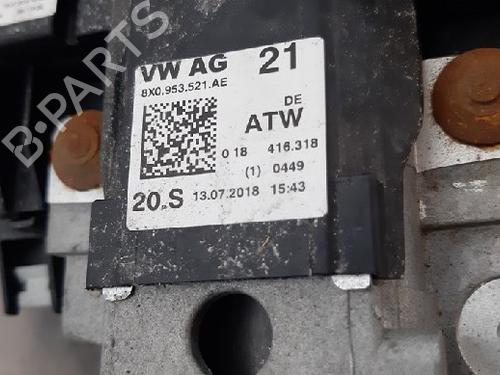 VW AG 21
8X0.953.521.AE
DE
ATW
0 18 416.318
(1) 0449
20.S 13.07.2018 15:43
B-PARTS